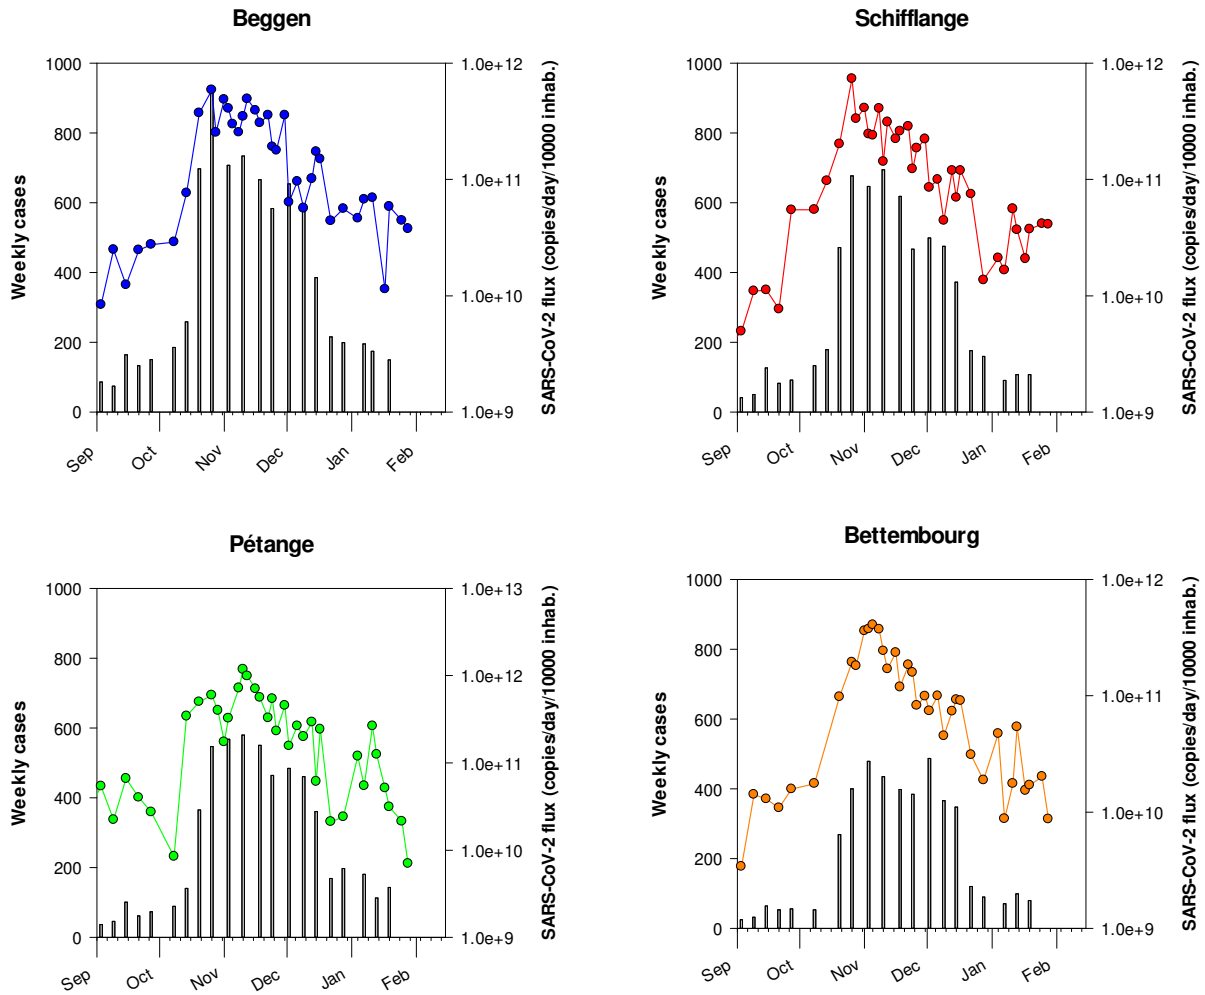 Beggen
Schifflange
1000
800
600
400
200
0
Weekly cases
1.0e+12
1.0e+11
1.0e+10
1.0e+9
SARS-CoV-2 flux (copies/day/10000 inhab.)
Sep
Oct
Nov
Dec
Jan
Feb
1000
800
600
400
200
0
Weekly cases
1.0e+12
1.0e+11
1.0e+10
1.0e+9
SARS-CoV-2 flux (copies/day/10000 inhab.)
Sep
Oct
Nov
Dec
Jan
Feb
Pétange
Bettembourg
1000
800
600
400
200
0
Weekly cases
1.0e+13
1.0e+12
1.0e+11
1.0e+10
1.0e+9
SARS-CoV-2 flux (copies/day/10000 inhab.)
Sep
Oct
Nov
Dec
Jan
Feb
1000
800
600
400
200
0
Weekly cases
1.0e+12
1.0e+11
1.0e+10
1.0e+9
SARS-CoV-2 flux (copies/day/10000 inhab.)
Sep
Oct
Nov
Dec
Jan
Feb